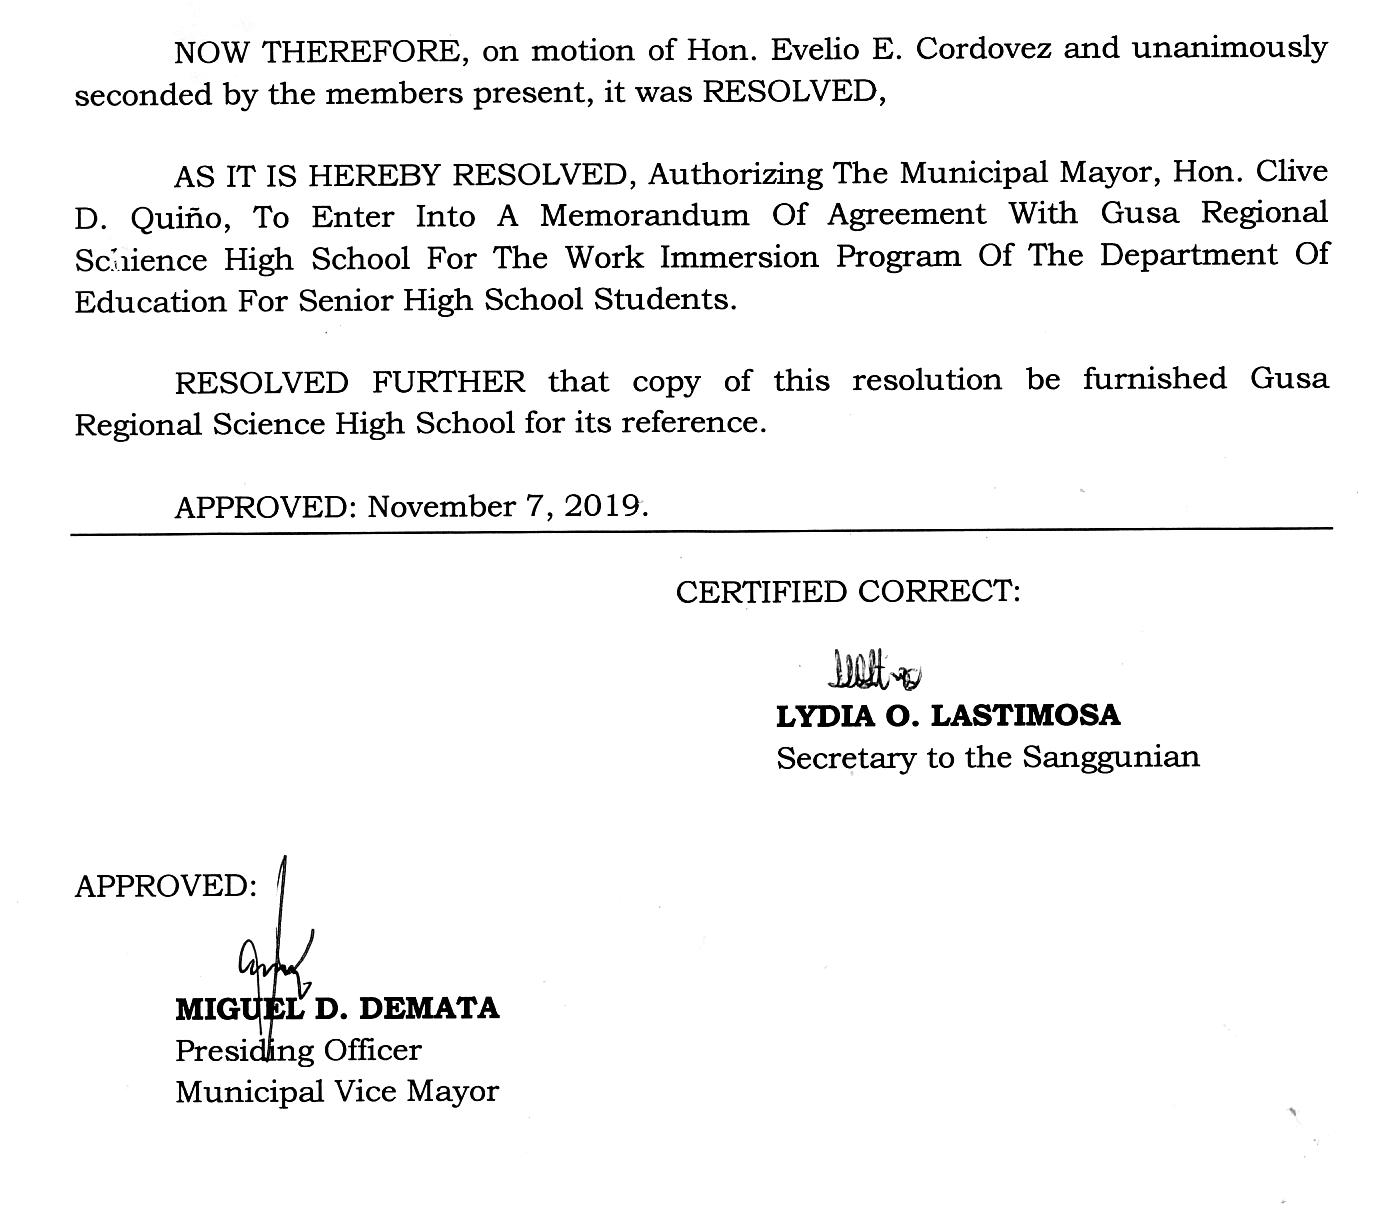 NOW THEREFORE, on motion of Hon. Evelio E. Cordovez and unanimously
seconded by the members present, it was RESOLVED,
AS IT IS HEREBY RESOLVED, Authorizing The Municipal Mayor, Hon. Clive
D. Quiño, To Enter Into A Memorandum Of Agreement With Gusa Regional
Science High School For The Work Immersion Program Of The Department Of
Education For Senior High School Students.
RESOLVED FURTHER that copy of this resolution be furnished Gusa
Regional Science High School for its reference.
APPROVED: November 7, 2019.
CERTIFIED CORRECT:
LYDIA O. LASTIMOSA
Secretary to the Sanggunian
APPROVED:
MIGUEL D. DEMATA
Presiding Officer
Municipal Vice Mayor